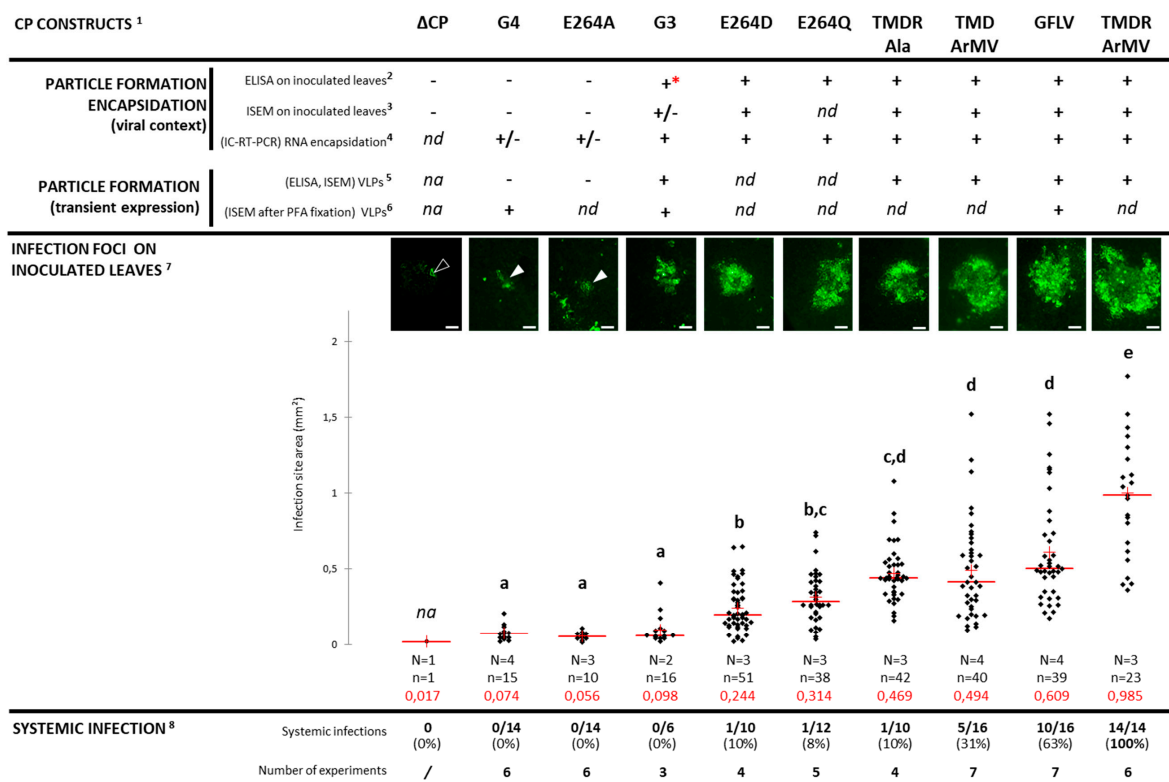 CP CONSTRUCTS 1 ΔCP G4 E264A G3 E264D E264Q TMDR TMD GFLV TMDR
Ala ArMV ArMV
PARTICLE FORMATION ELISA on inoculated leaves2 - - - +* + + + + + +
ENCAPSIDATION ISEM on inoculated leaves3 - - - +/- + nd + + + +
(viral context) (IC-RT-PCR) RNA encapsidation4 nd +/- +/- + + + + + + +
PARTICLE FORMATION (ELISA, ISEM) VLPs 5 na - - + nd nd + + + +
(transient expression) (ISEM after PFA fixation) VLPs6 na + nd + nd nd nd nd + nd
INFECTION FOCI ON
INOCULATED LEAVES 7
Infection site area (mm²)
2
1,5
1
0,5
0
na a a a b b,c c,d d d e
N=1 N=4 N=3 N=2 N=3 N=3 N=3 N=4 N=4 N=3
n=1 n=15 n=10 n=16 n=51 n=38 n=42 n=40 n=39 n=23
0,017 0,074 0,056 0,098 0,244 0,314 0,469 0,494 0,609 0,985
SYSTEMIC INFECTION 8 Systemic infections 0 0/14 0/14 0/6 1/10 1/12 1/10 5/16 10/16 14/14
(0%) (0%) (0%) (0%) (10%) (8%) (10%) (31%) (63%) (100%)
Number of experiments / 6 6 3 4 5 4 7 7 6